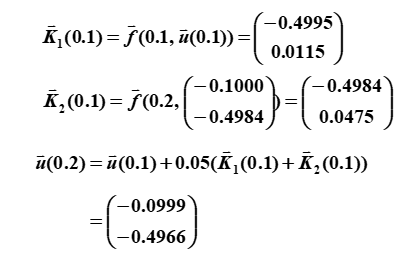 K̄₁(0.1) = f̄(0.1, ū(0.1)) = (−0.4995
0.0115)
K̄₂(0.1) = f̄(0.2, (−0.1000
−0.4984)) = (−0.4984
0.0475)
ū(0.2) = ū(0.1) + 0.05(K̄₁(0.1) + K̄₂(0.1))
= (−0.0999
−0.4966)